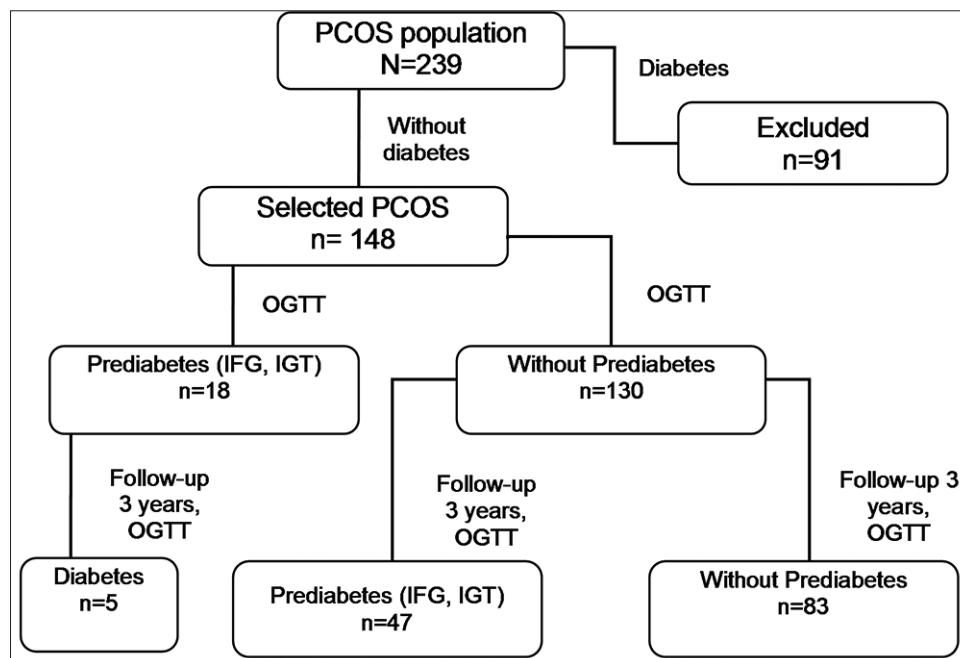 PCOS population
N=239
Diabetes
Without
diabetes
Excluded
n=91
Selected PCOS
n= 148
OGTT
OGTT
Prediabetes (IFG, IGT)
n=18
Without Prediabetes
n=130
Follow-up
3 years,
OGTT
Follow-up
3 years,
OGTT
Follow-up 3
years,
OGTT
Diabetes
n=5
Prediabetes (IFG, IGT)
n=47
Without Prediabetes
n=83